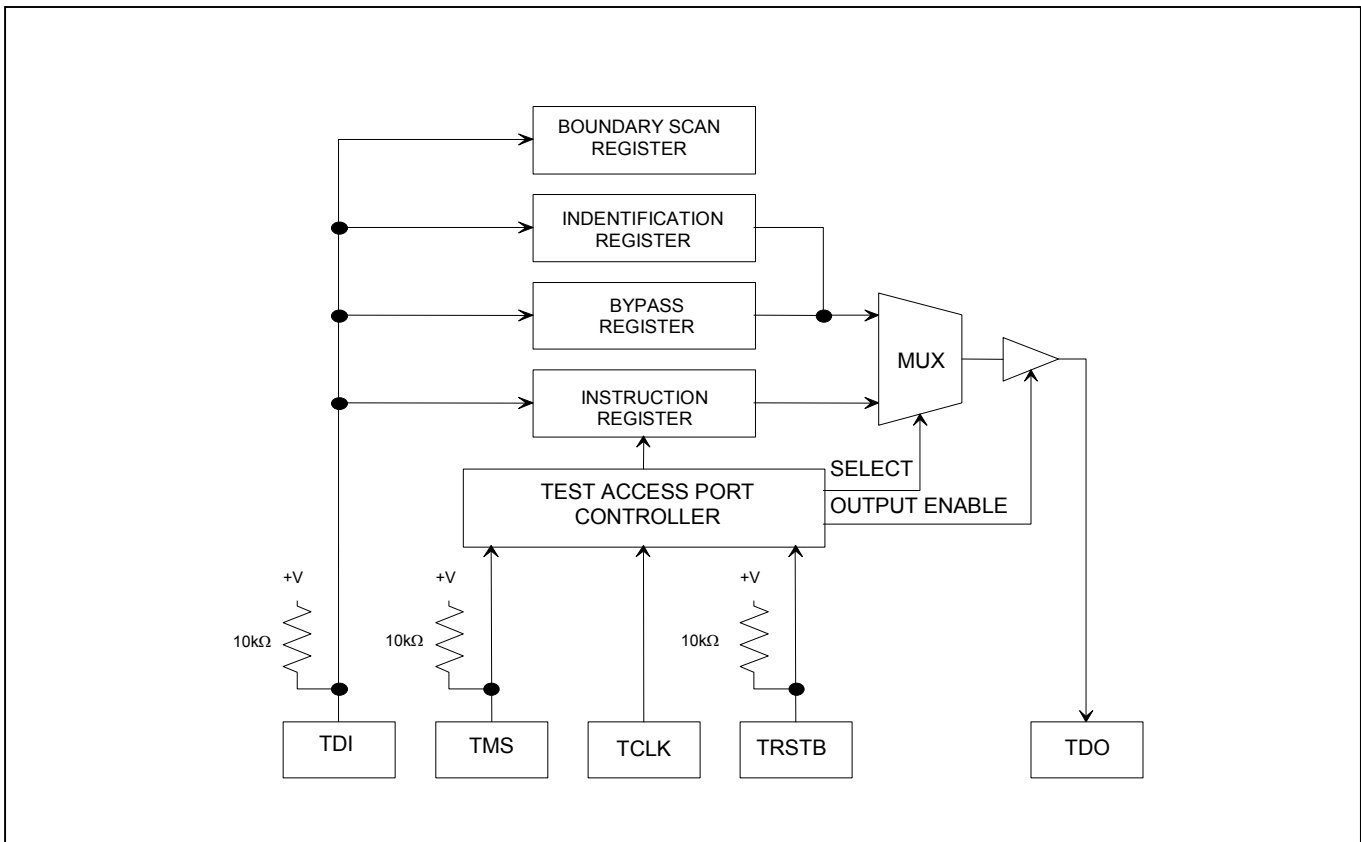 BOUNDARY SCAN
REGISTER
INDENTIFICATION
REGISTER
BYPASS
REGISTER
MUX
INSTRUCTION
REGISTER
SELECT
TEST ACCESS PORT
CONTROLLER
OUTPUT ENABLE
+V
+V
+V
10kΩ
10kΩ
10kΩ
TDI
TMS
TCLK
TRSTB
TDO